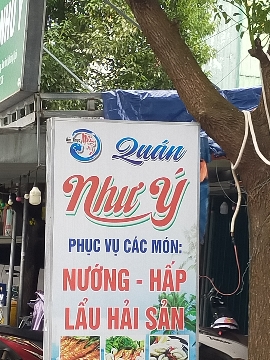 Quán
Như Ý
PHỤC VỤ CÁC MÓN:
NƯỚNG - HẤP
LẨU HẢI SẢN